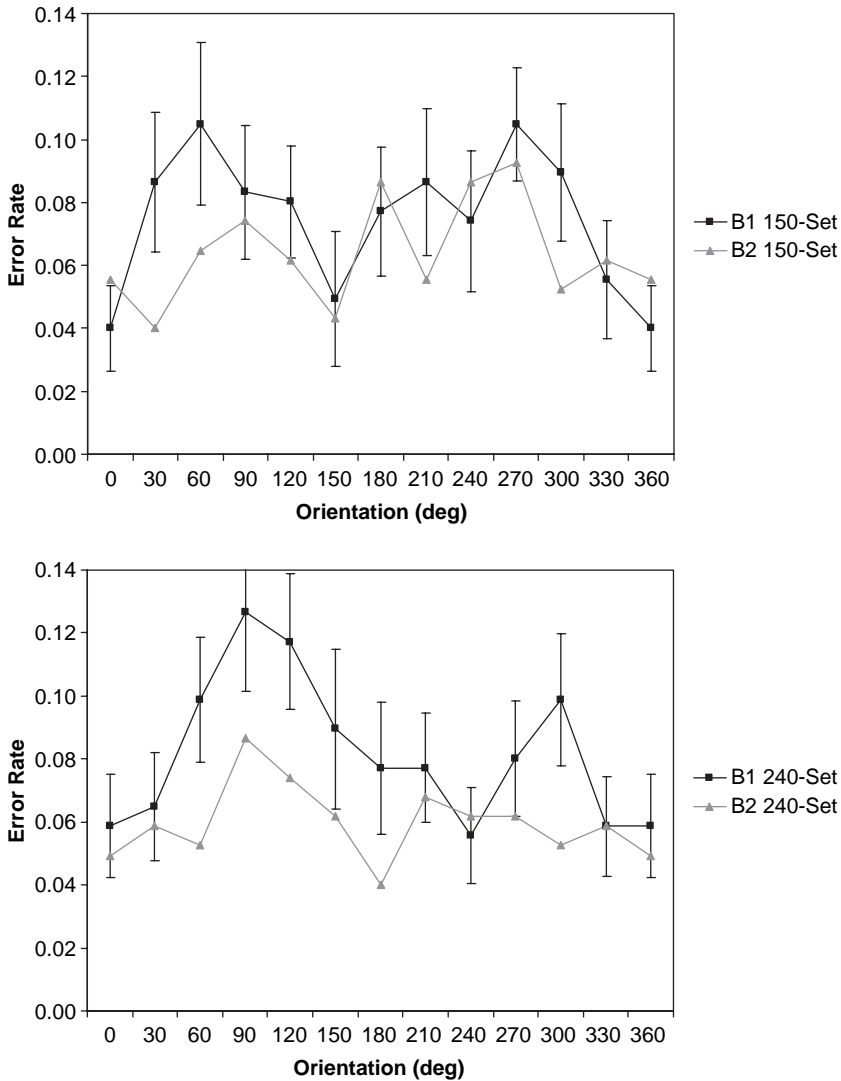 0.14
0.12
0.10
0.08
0.06
0.04
0.02
0.00
Error Rate
0 30 60 90 120 150 180 210 240 270 300 330 360
Orientation (deg)
B1 150-Set
B2 150-Set
0.14
0.12
0.10
0.08
0.06
0.04
0.02
0.00
Error Rate
0 30 60 90 120 150 180 210 240 270 300 330 360
Orientation (deg)
B1 240-Set
B2 240-Set